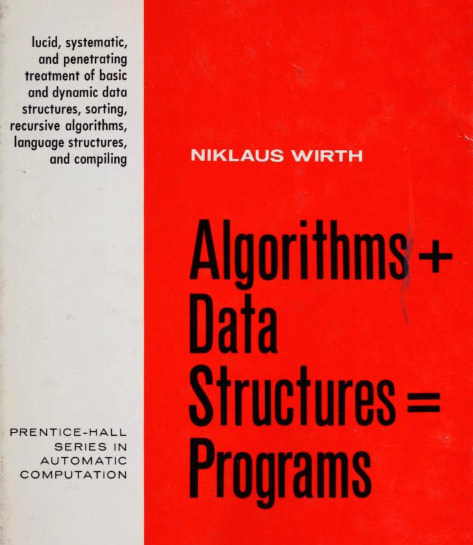 lucid, systematic,
and penetrating
treatment of basic
and dynamic data
structures, sorting,
recursive algorithms,
language structures,
and compiling
NIKLAUS WIRTH
Algorithms +
Data
Structures =
Programs
PRENTICE-HALL
SERIES IN
AUTOMATIC
COMPUTATION